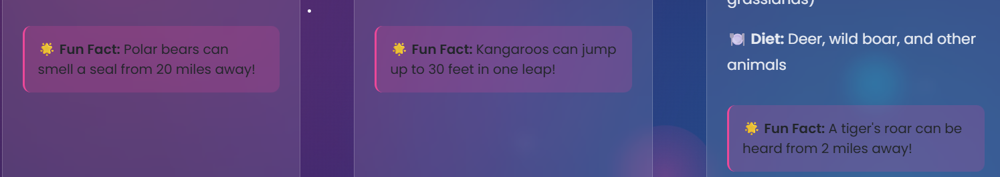 🌟 Fun Fact: Polar bears can
smell a seal from 20 miles away!
🌟 Fun Fact: Kangaroos can jump
up to 30 feet in one leap!
grasslands)
🍽️ Diet: Deer, wild boar, and other
animals
🌟 Fun Fact: A tiger's roar can be
heard from 2 miles away!